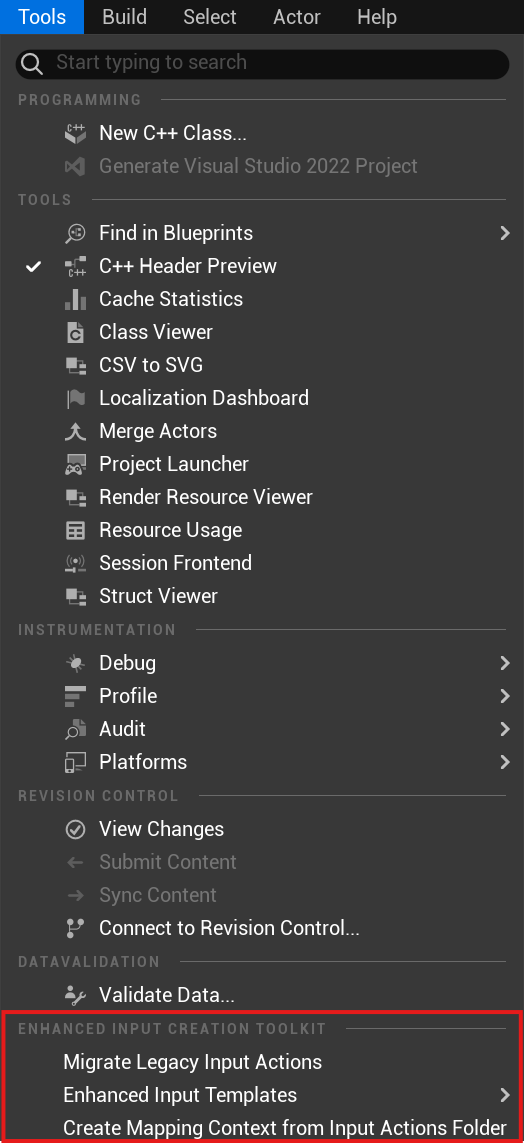 Tools Build Select Actor Help
Start typing to search
PROGRAMMING
New C++ Class...
Generate Visual Studio 2022 Project
TOOLS
Find in Blueprints
C++ Header Preview
Cache Statistics
Class Viewer
CSV to SVG
Localization Dashboard
Merge Actors
Project Launcher
Render Resource Viewer
Resource Usage
Session Frontend
Struct Viewer
INSTRUMENTATION
Debug
Profile
Audit
Platforms
REVISION CONTROL
View Changes
Submit Content
Sync Content
Connect to Revision Control...
DATAVALIDATION
Validate Data...
ENHANCED INPUT CREATION TOOLKIT
Migrate Legacy Input Actions
Enhanced Input Templates
Create Mapping Context from Input Actions Folder